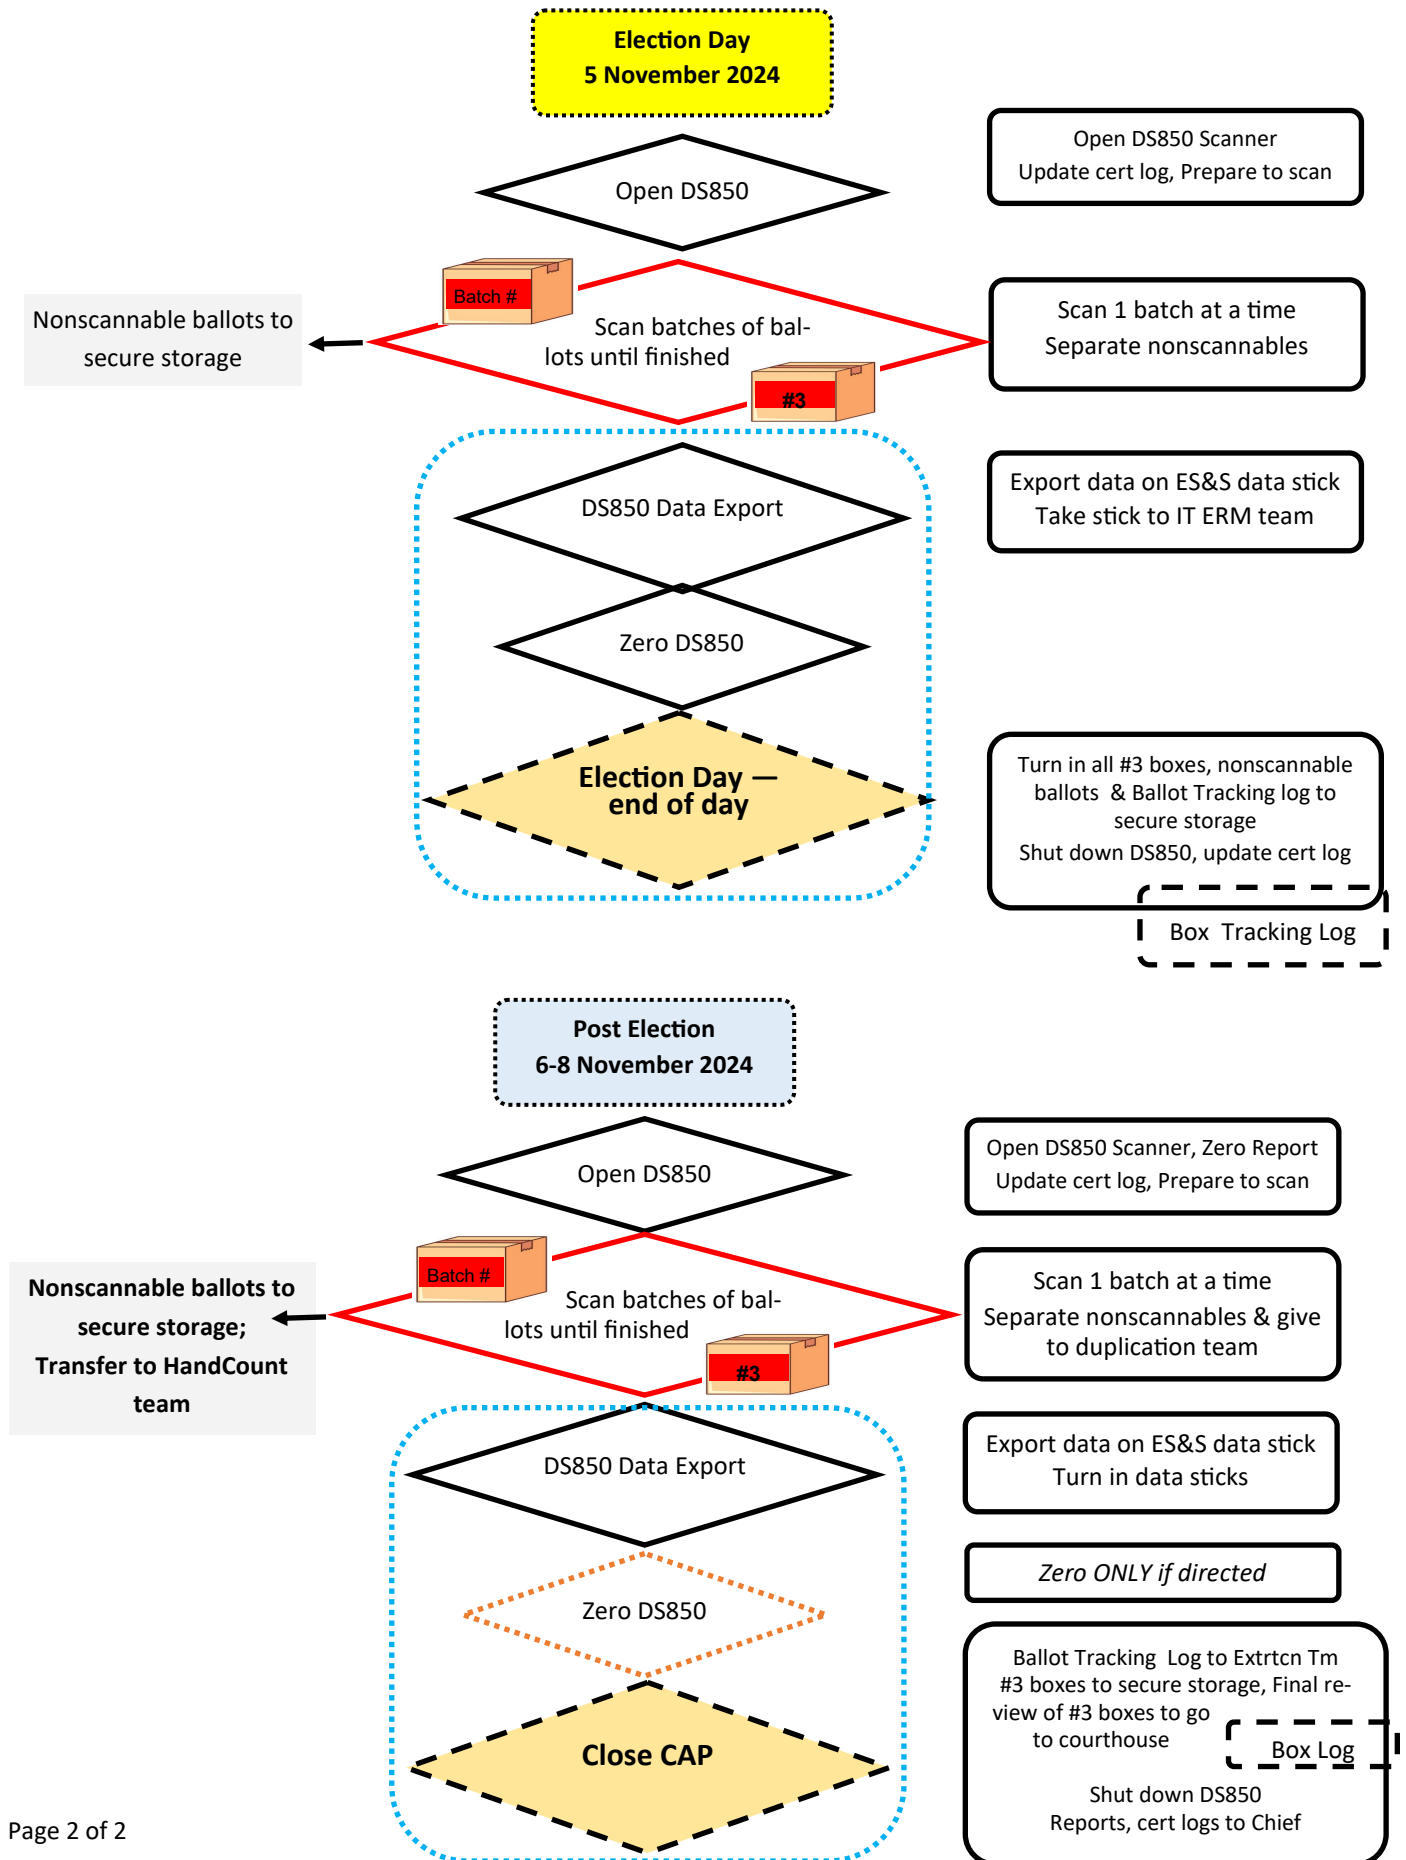 Election Day
5 November 2024
Open DS850
Open DS850 Scanner
Update cert log, Prepare to scan
Nonscannable ballots to
secure storage
Batch #
Scan batches of bal-
lots until finished
#3
Scan 1 batch at a time
Separate nonscannables
DS850 Data Export
Export data on ES&S data stick
Take stick to IT ERM team
Zero DS850
Election Day —
end of day
Turn in all #3 boxes, nonscannable
ballots & Ballot Tracking log to
secure storage
Shut down DS850, update cert log
Box Tracking Log
Post Election
6-8 November 2024
Open DS850
Open DS850 Scanner, Zero Report
Update cert log, Prepare to scan
Nonscannable ballots to
secure storage;
Transfer to HandCount
team
Batch #
Scan batches of bal-
lots until finished
#3
Scan 1 batch at a time
Separate nonscannables & give
to duplication team
DS850 Data Export
Export data on ES&S data stick
Turn in data sticks
Zero DS850
Zero ONLY if directed
Close CAP
Ballot Tracking Log to Extrtcn Tm
#3 boxes to secure storage, Final re-
view of #3 boxes to go
to courthouse
Box Log
Shut down DS850
Reports, cert logs to Chief
Page 2 of 2